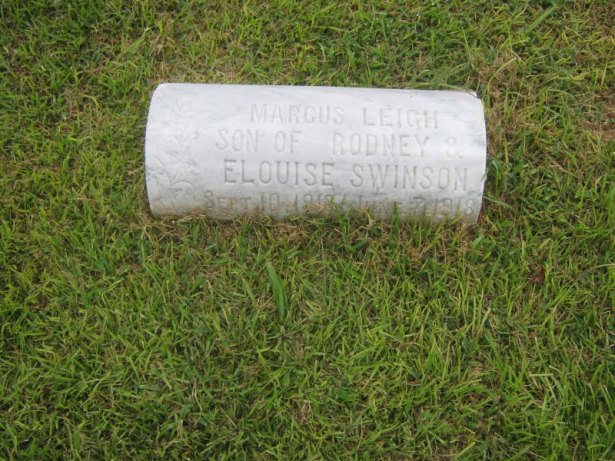 MARCUS LEIGH
SON OF RODNEY &
ELOUISE SWINSON
SEPT. 10, 1918